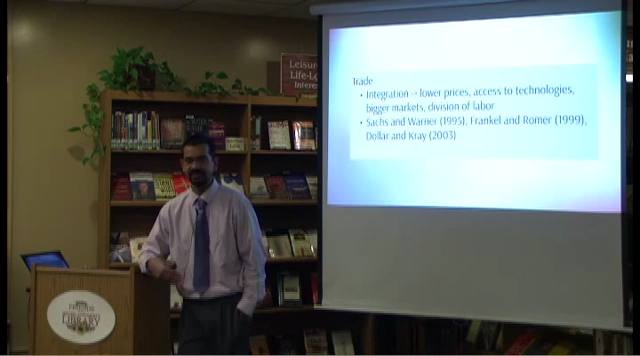 Trade
• Integration → lower prices, access to technologies,
bigger markets, division of labor
• Sachs and Warner (1995), Frankel and Romer (1999),
Dollar and Kray (2003)
Leisure
Life-Lo
Interes
LIBRARY